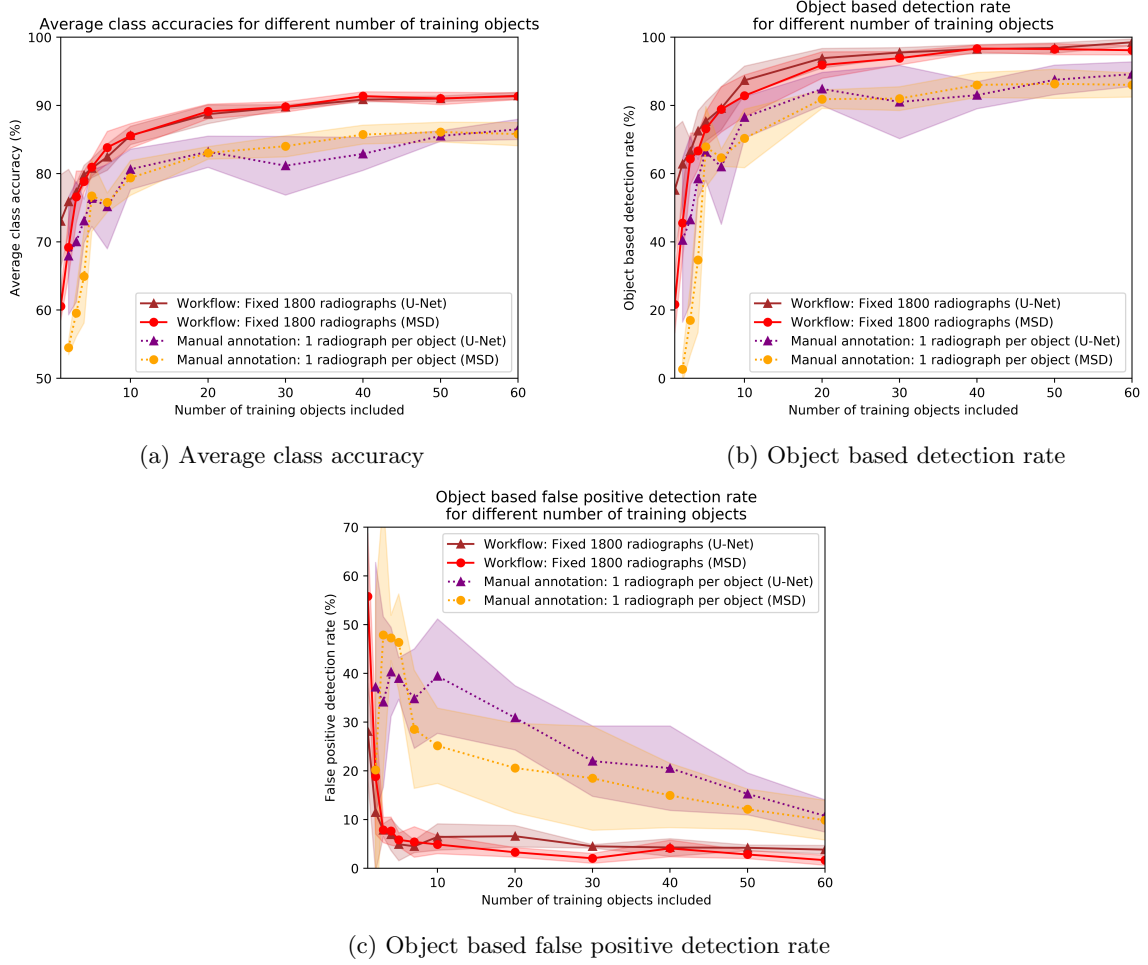 Average class accuracies for different number of training objects
100
90
80
70
60
50
10
20
30
40
50
60
Average class accuracy (%)
Number of training objects included
Workflow: Fixed 1800 radiographs (U-Net)
Workflow: Fixed 1800 radiographs (MSD)
Manual annotation: 1 radiograph per object (U-Net)
Manual annotation: 1 radiograph per object (MSD)
(a) Average class accuracy
Object based detection rate
for different number of training objects
100
80
60
40
20
0
10
20
30
40
50
60
Object based detection rate (%)
Number of training objects included
Workflow: Fixed 1800 radiographs (U-Net)
Workflow: Fixed 1800 radiographs (MSD)
Manual annotation: 1 radiograph per object (U-Net)
Manual annotation: 1 radiograph per object (MSD)
(b) Object based detection rate
Object based false positive detection rate
for different number of training objects
70
60
50
40
30
20
10
0
10
20
30
40
50
60
False positive detection rate (%)
Number of training objects included
Workflow: Fixed 1800 radiographs (U-Net)
Workflow: Fixed 1800 radiographs (MSD)
Manual annotation: 1 radiograph per object (U-Net)
Manual annotation: 1 radiograph per object (MSD)
(c) Object based false positive detection rate